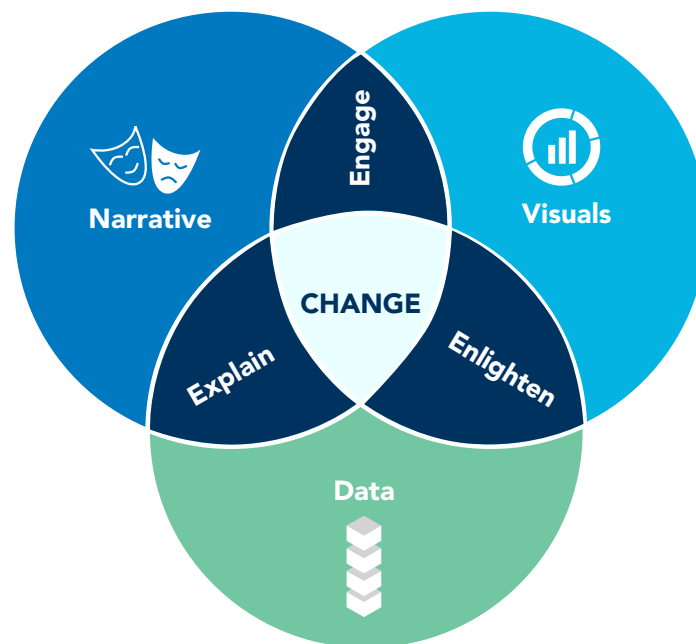 Engage
Narrative
Visuals
CHANGE
Explain
Enlighten
Data